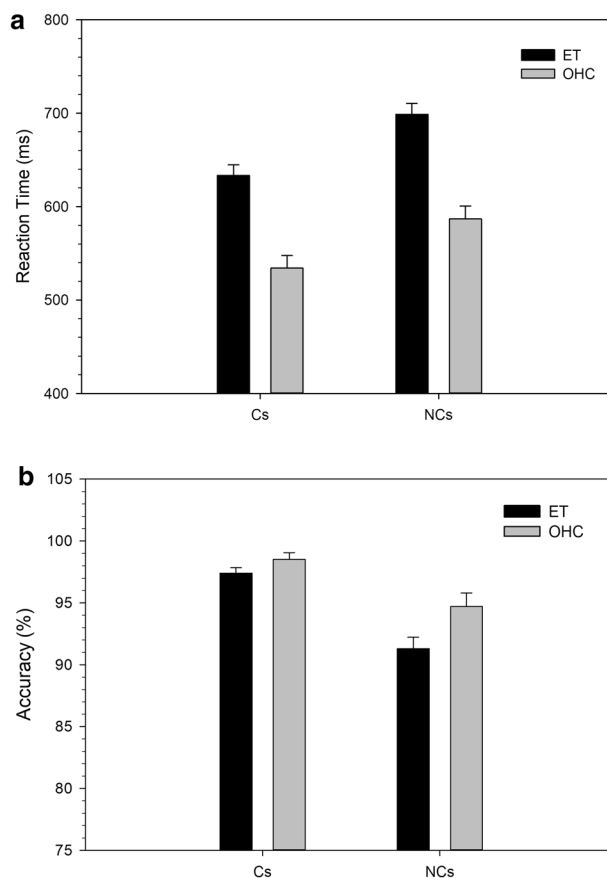 a
800
700
600
500
400
Reaction Time (ms)
ET
OHC
Cs
NCs
b
105
100
95
90
85
80
75
Accuracy (%)
ET
OHC
Cs
NCs